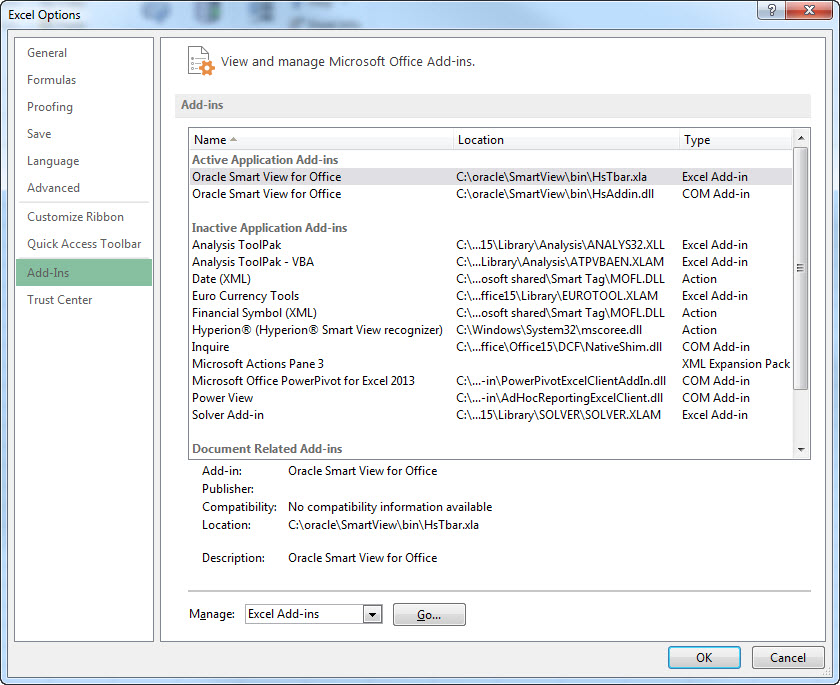 Excel Options
General
Formulas
Proofing
Save
Language
Advanced
Customize Ribbon
Quick Access Toolbar
Add-Ins
Trust Center
View and manage Microsoft Office Add-ins.
Add-ins
Name Location Type
Active Application Add-ins
Oracle Smart View for Office C:\oracle\SmartView\bin\HsTbar.xla Excel Add-in
Oracle Smart View for Office C:\oracle\SmartView\bin\HsAddin.dll COM Add-in
Inactive Application Add-ins
Analysis ToolPak C:\...15\Library\Analysis\ANALYS32.XLL Excel Add-in
Analysis ToolPak - VBA C:\...Library\Analysis\ATPVBAEN.XLAM Excel Add-in
Date (XML) C:\...osoft shared\Smart Tag\MOFL.DLL Action
Euro Currency Tools C:\...ffice15\Library\EUROTOOL.XLAM Excel Add-in
Financial Symbol (XML) C:\...osoft shared\Smart Tag\MOFL.DLL Action
Hyperion® (Hyperion® Smart View recognizer) C:\Windows\System32\mscoree.dll Action
Inquire C:\...ffice\Office15\DCF\NativeShim.dll COM Add-in
Microsoft Actions Pane 3 XML Expansion Pack
Microsoft Office PowerPivot for Excel 2013 C:\...-in\PowerPivotExcelClientAddIn.dll COM Add-in
Power View C:\...-in\AdHocReportingExcelClient.dll COM Add-in
Solver Add-in C:\...15\Library\SOLVER\SOLVER.XLAM Excel Add-in
Document Related Add-ins
Add-in: Oracle Smart View for Office
Publisher:
Compatibility: No compatibility information available
Location: C:\oracle\SmartView\bin\HsTbar.xla
Description: Oracle Smart View for Office
Manage: Excel Add-ins Go...
OK Cancel